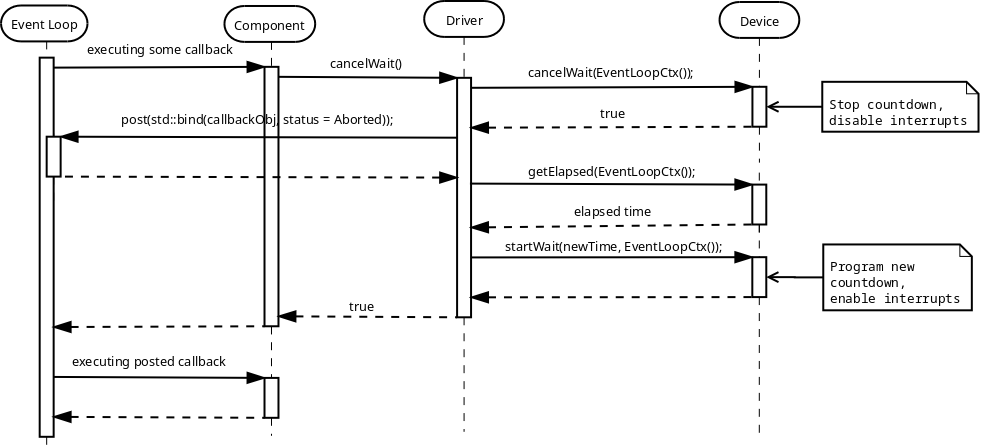 Event Loop
Component
Driver
Device
executing some callback
cancelWait()
cancelWait(EventLoopCtx());
Stop countdown,
disable interrupts
true
post(std::bind(callbackObj, status = Aborted));
getElapsed(EventLoopCtx());
elapsed time
startWait(newTime, EventLoopCtx());
Program new
countdown,
enable interrupts
true
executing posted callback